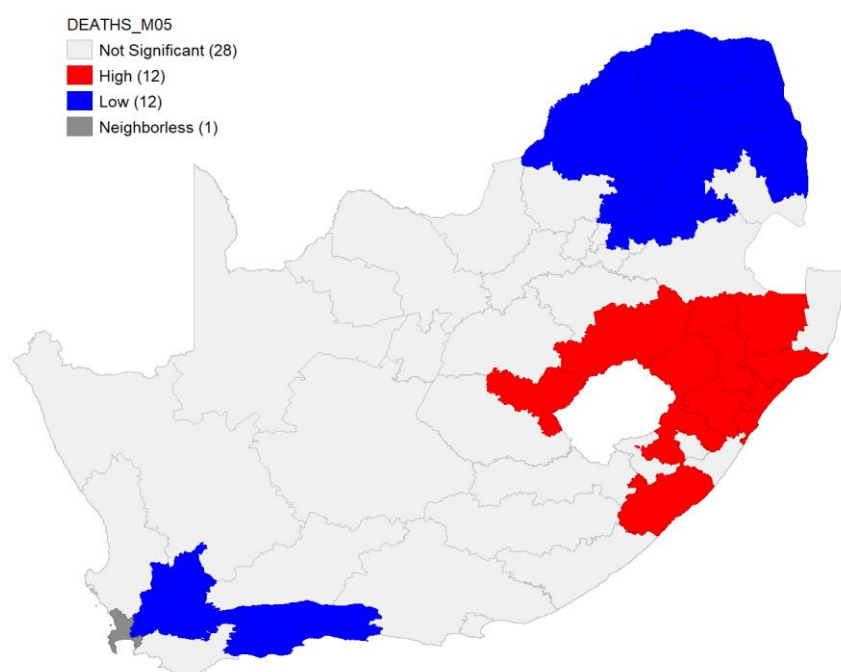 DEATHS_M05
Not Significant (28)
High (12)
Low (12)
Neighborless (1)